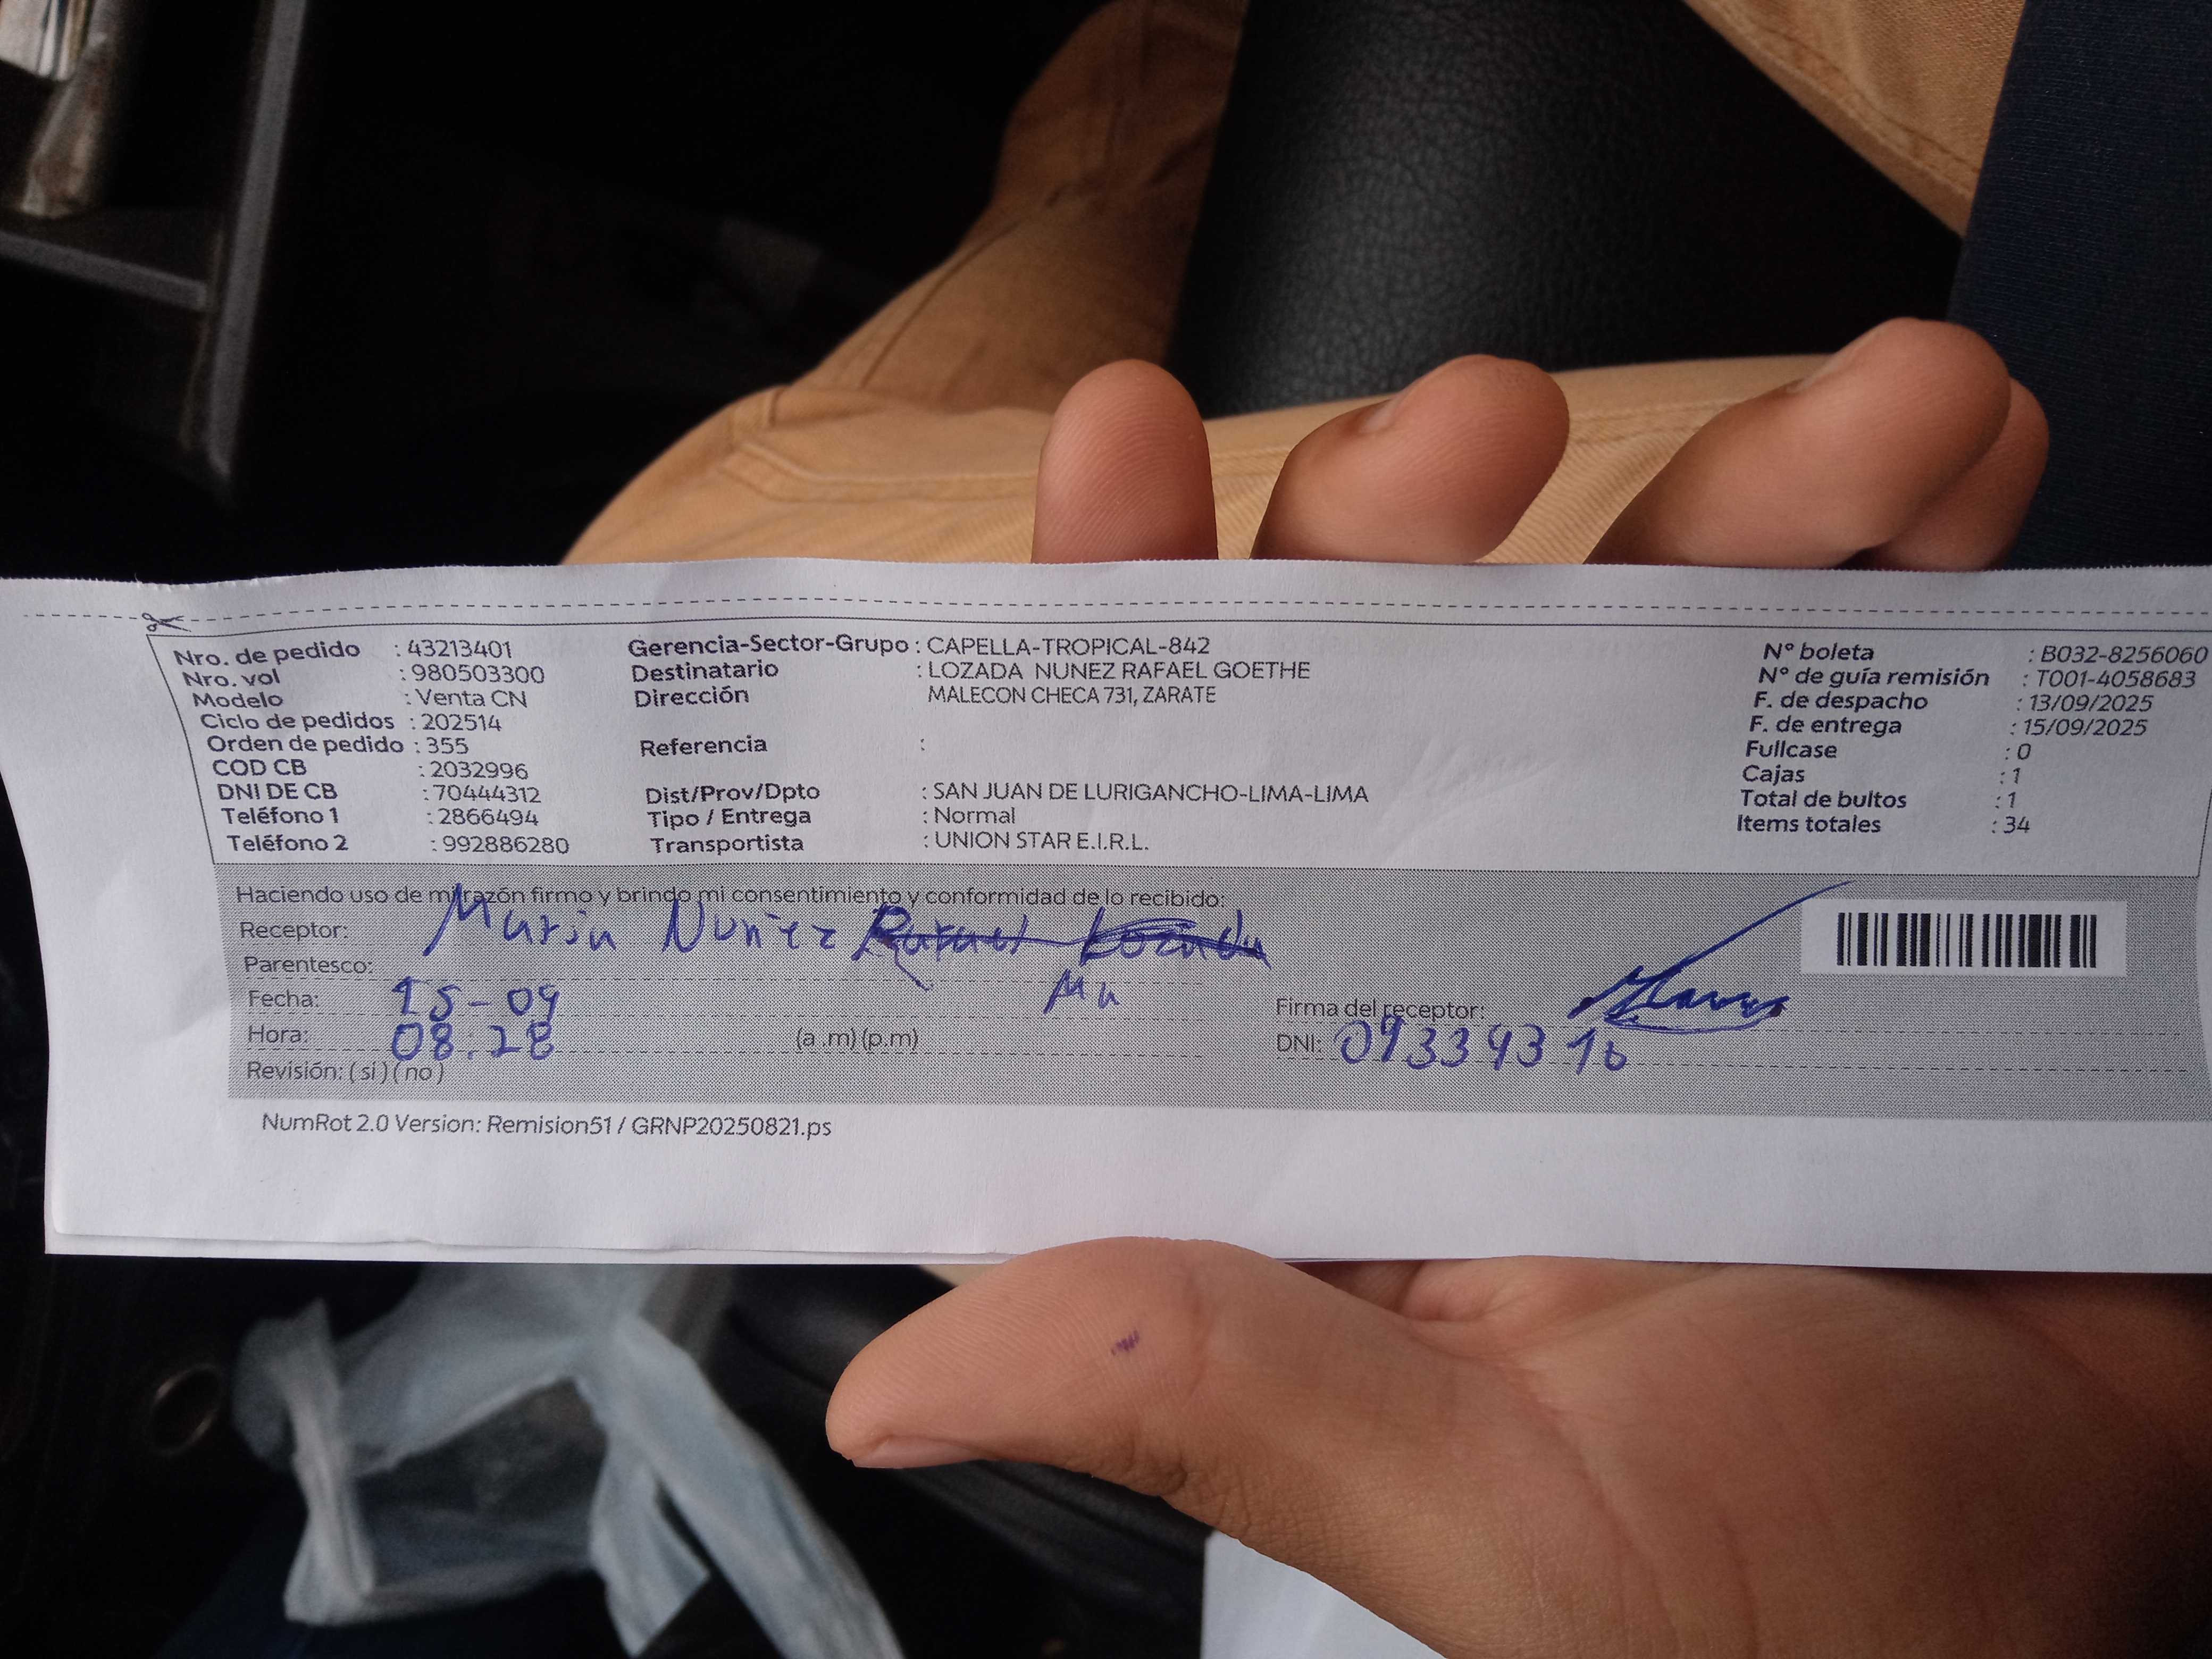 Nro. de pedido : 43213401
Nro. vol : 980503300
Modelo : Venta CN
Ciclo de pedidos : 202514
Orden de pedido : 355
COD CB : 2032996
DNI DE CB : 70444312
Teléfono 1 : 2866494
Teléfono 2 : 992886280
Gerencia-Sector-Grupo : CAPELLA-TROPICAL-842
Destinatario : LOZADA NUNEZ RAFAEL GOETHE
Dirección MALECON CHECA 731, ZARATE
Referencia :
Dist/Prov/Dpto : SAN JUAN DE LURIGANCHO-LIMA-LIMA
Tipo / Entrega : Normal
Transportista : UNION STAR E.I.R.L.
N° boleta : B032-8256060
N° de guía remisión : T001-4058683
F. de despacho : 13/09/2025
F. de entrega : 15/09/2025
Fullcase : 0
Cajas : 1
Total de bultos : 1
Items totales : 34
Haciendo uso de mi razón firmo y brindo mi consentimiento y conformidad de lo recibido:
Receptor: Maria Nuñez Rafael Lozada
Parentesco:
Fecha: 15-09
Hora: 08:28 (a .m) (p.m)
Revisión: ( si ) ( no )
Firma del receptor:
DNI: 09334316
NumRot 2.0 Version: Remision51 / GRNP20250821.ps